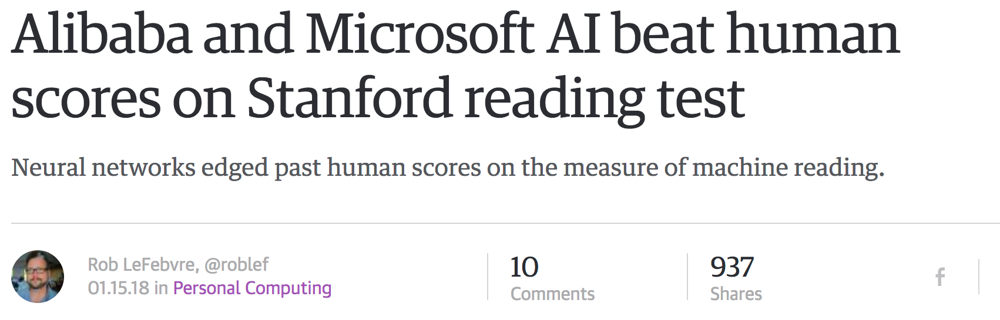 Alibaba and Microsoft AI beat human
scores on Stanford reading test
Neural networks edged past human scores on the measure of machine reading.
Rob LeFebvre, @roblef
01.15.18 in Personal Computing
10
Comments
937
Shares
f